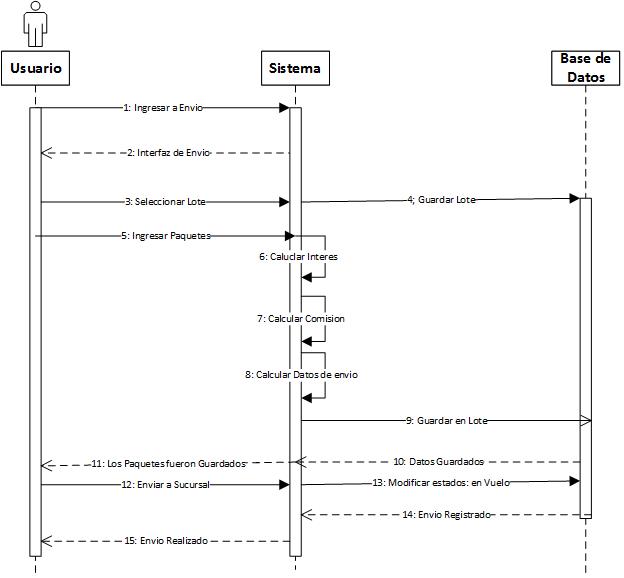 Usuario
Sistema
Base de
Datos
1: Ingresar a Envio
2: Interfaz de Envio
3: Seleccionar Lote
4; Guardar Lote
5: Ingresar Paquetes
6: Caluclar Interes
7: Calcular Comision
8: Calcular Datos de envio
9: Guardar en Lote
10: Datos Guardados
11: Los Paquetes fueron Guardados
12: Enviar a Sucursal
13: Modificar estados: en Vuelo
14: Envio Registrado
15: Envio Realizado